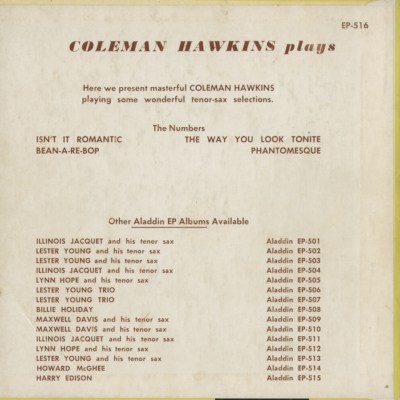 EP-516
COLEMAN HAWKINS plays
Here we present masterful COLEMAN HAWKINS
playing some wonderful tenor-sax selections.
The Numbers
ISN'T IT ROMANTIC THE WAY YOU LOOK TONITE
BEAN-A-RE-BOP PHANTOMESQUE
Other Aladdin EP Albums Available
ILLINOIS JACQUET and his tenor sax Aladdin EP-501
LESTER YOUNG and his tenor sax Aladdin EP-502
LESTER YOUNG and his tenor sax Aladdin EP-503
ILLINOIS JACQUET and his tenor sax Aladdin EP-504
LYNN HOPE and his tenor sax Aladdin EP-505
LESTER YOUNG TRIO Aladdin EP-506
LESTER YOUNG TRIO Aladdin EP-507
BILLIE HOLIDAY Aladdin EP-508
MAXWELL DAVIS and his tenor sax Aladdin EP-509
MAXWELL DAVIS and his tenor sax Aladdin EP-510
ILLINOIS JACQUET and his tenor sax Aladdin EP-511
LYNN HOPE and his tenor sax Aladdin EP-512
LESTER YOUNG and his tenor sax Aladdin EP-513
HOWARD McGHEE Aladdin EP-514
HARRY EDISON Aladdin EP-515